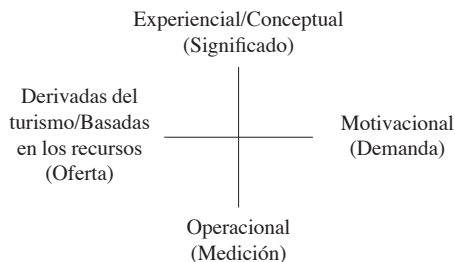 Experiencial/Conceptual
(Significado)
Derivadas del
turismo/Basadas
en los recursos
(Oferta)
Motivacional
(Demanda)
Operacional
(Medición)